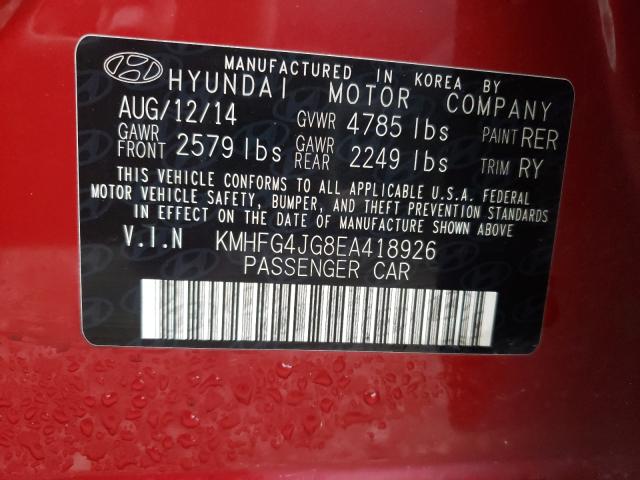 MANUFACTURED IN KOREA BY
HYUNDAI MOTOR COMPANY
AUG/12/14 GVWR 4785 lbs PAINT RER
GAWR FRONT 2579 lbs GAWR REAR 2249 lbs TRIM RY
THIS VEHICLE CONFORMS TO ALL APPLICABLE U.S.A. FEDERAL
MOTOR VEHICLE SAFETY, BUMPER, AND THEFT PREVENTION STANDARDS
IN EFFECT ON THE DATE OF MANUFACTURE SHOWN ABOVE
V.I.N KMHFG4JG8EA418926
PASSENGER CAR